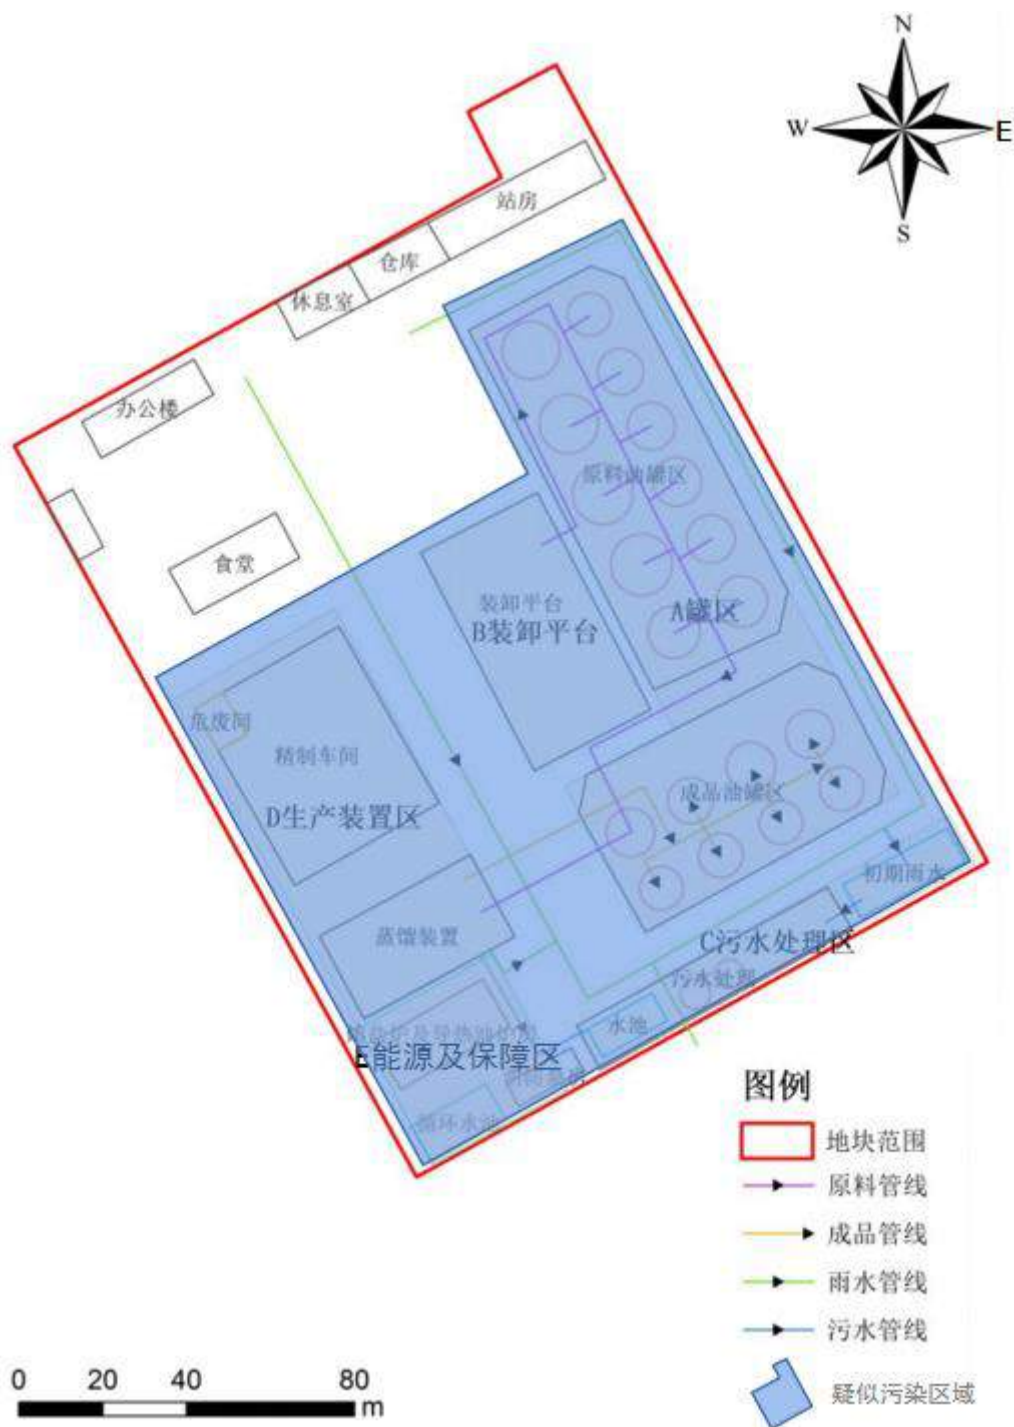 N
W
E
S
站房
仓库
休息室
办公楼
食堂
原料油罐区
A罐区
装卸平台
B装卸平台
危废间
精制车间
D生产装置区
成品油罐区
初期雨水
蒸馏装置
C污水处理区
污水处理
水池
E能源及保障区
循环水池
图例
地块范围
原料管线
成品管线
雨水管线
污水管线
疑似污染区域
0 20 40 80
m